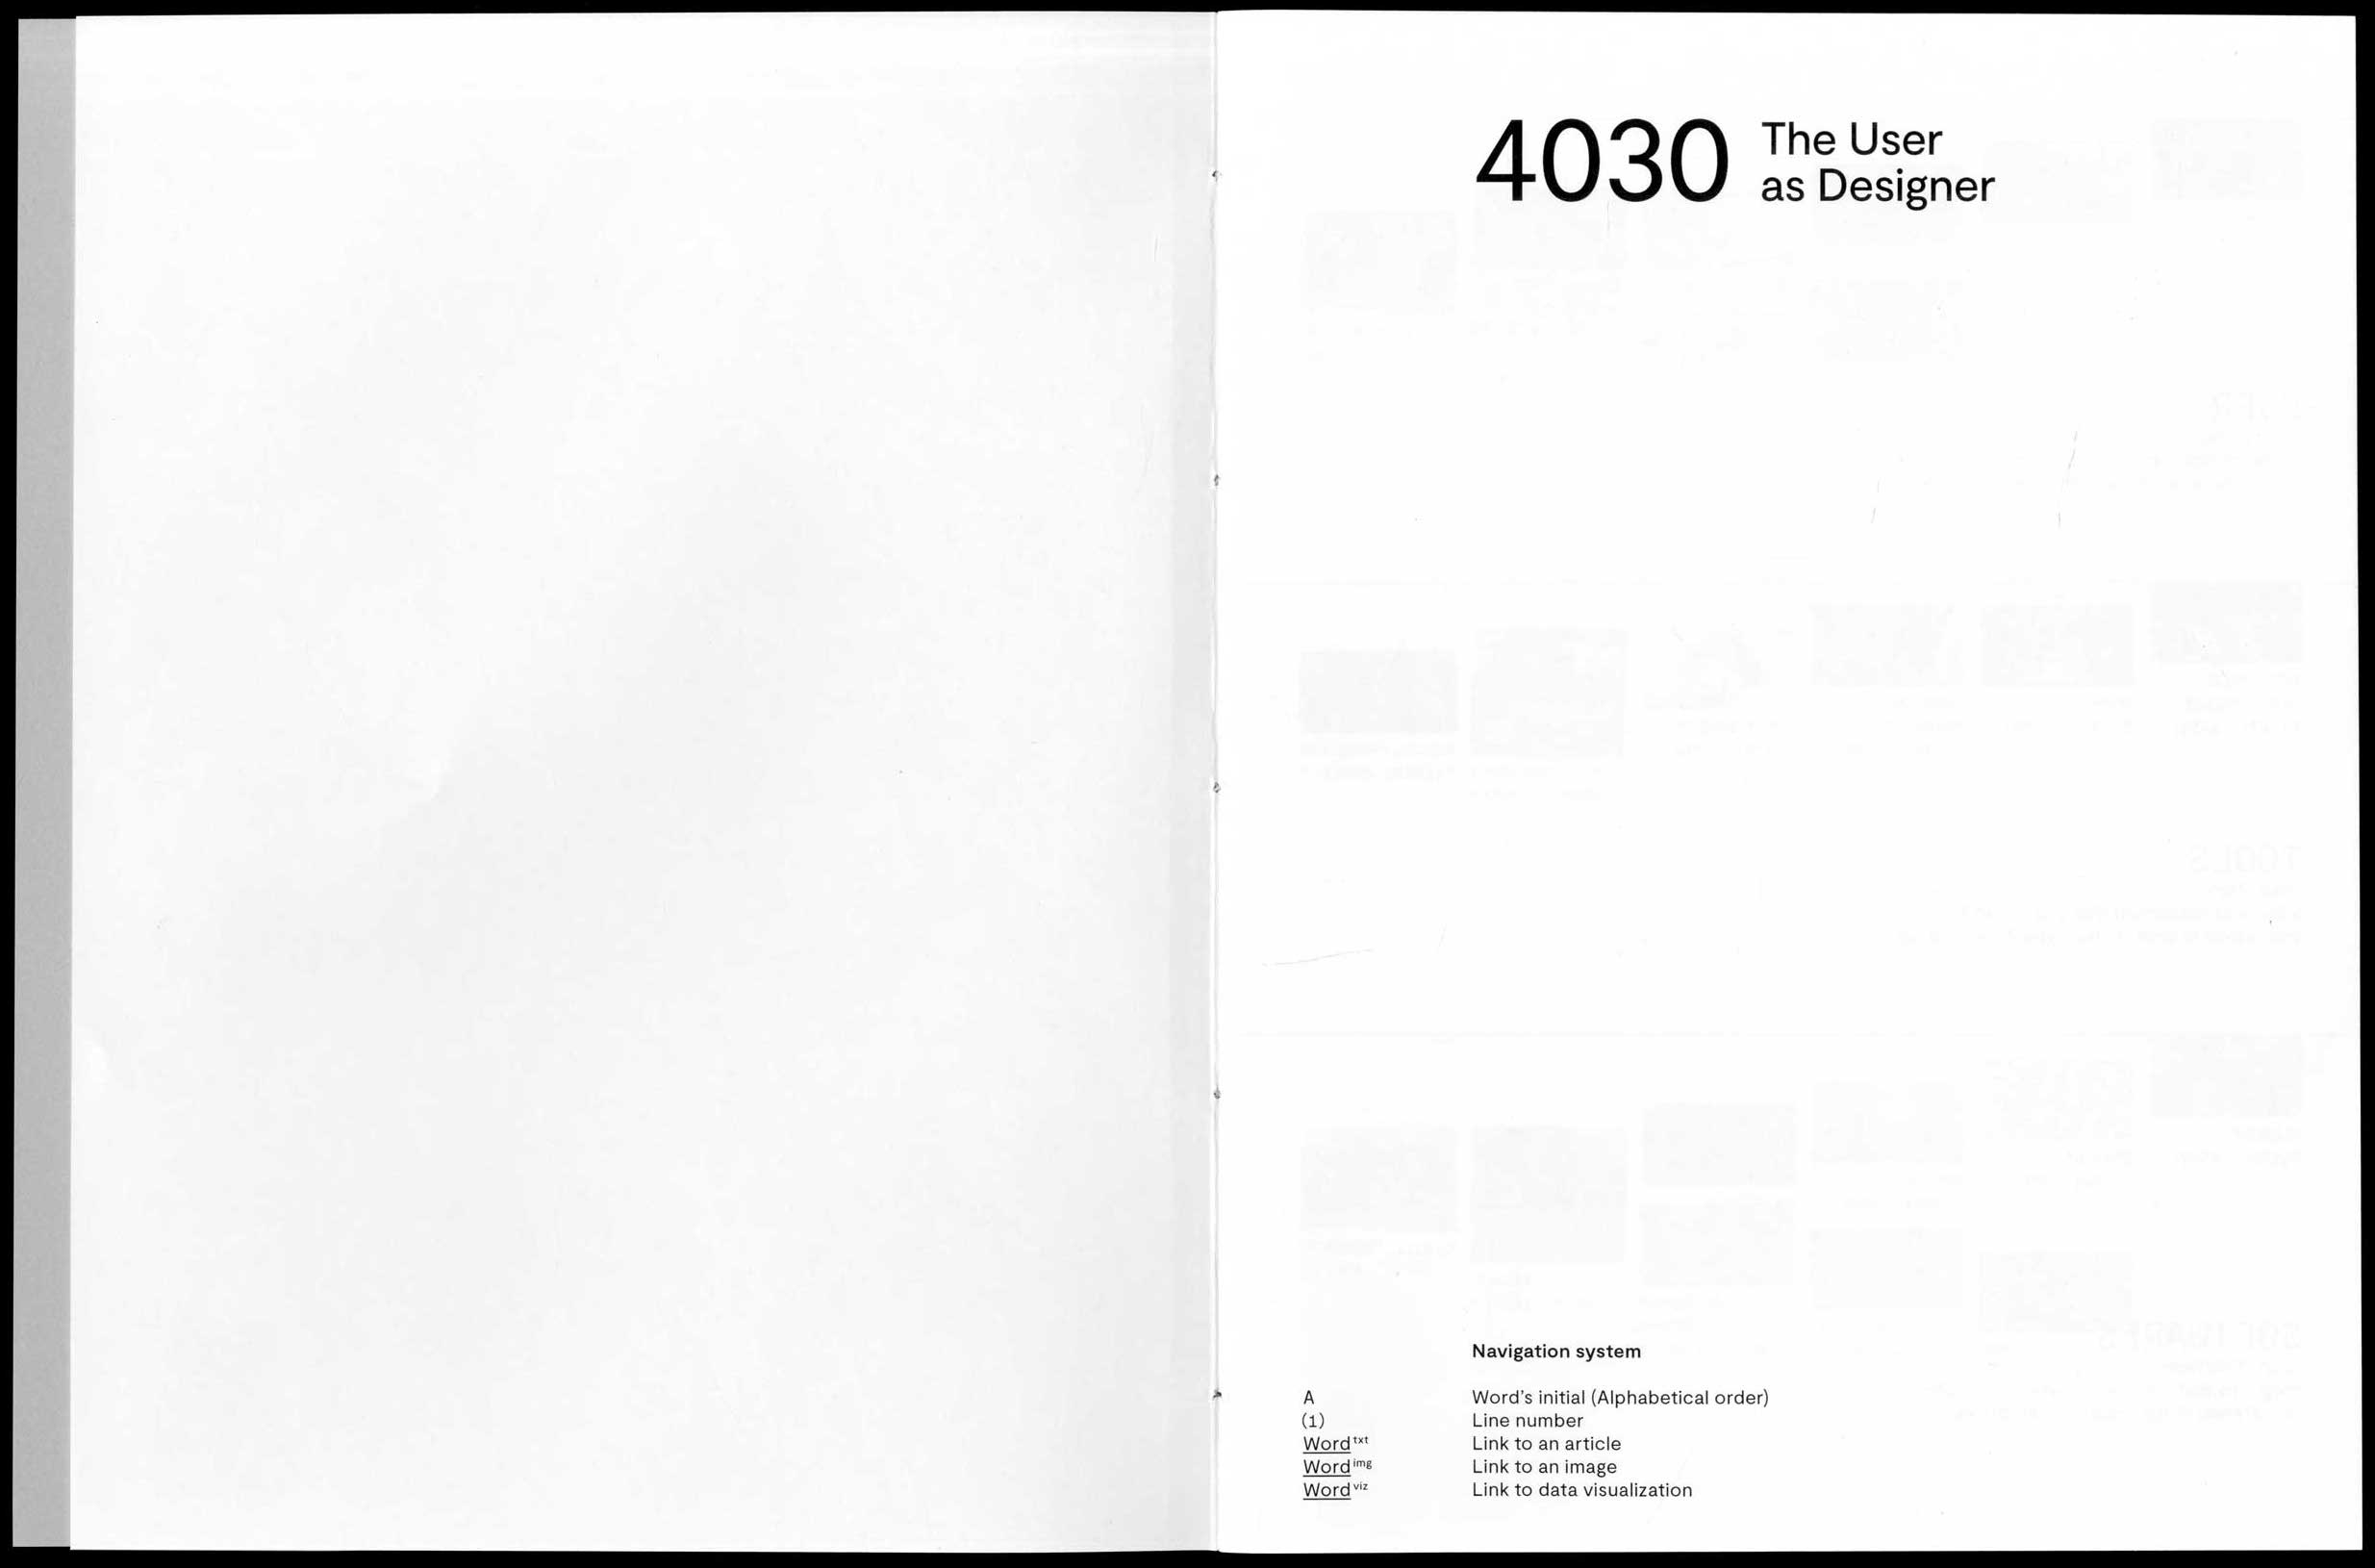 4030
The User
as Designer
Navigation system
A Word's initial (Alphabetical order)
(1) Line number
Word txt Link to an article
Word img Link to an image
Word viz Link to data visualization